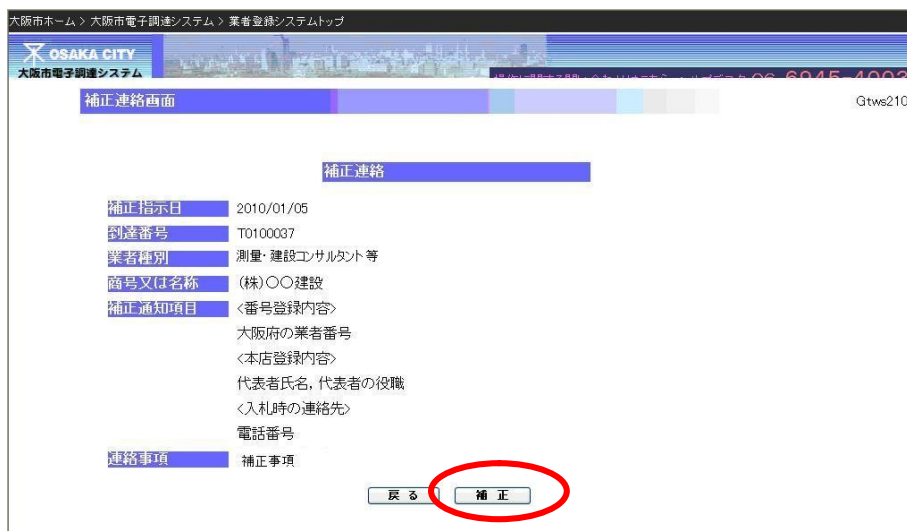 大阪市ホーム > 大阪市電子調達システム > 業者登録システムトップ
OSAKA CITY
大阪市電子調達システム
06-6945-4003
補正連絡画面
Gtws210
補正連絡
補正指示日 2010/01/05
到達番号 T0100037
業者種別 測量・建設コンサルタント等
商号又は名称 (株)〇〇建設
補正通知項目 <番号登録内容>
大阪府の業者番号
<本店登録内容>
代表者氏名, 代表者の役職
<入札時の連絡先>
電話番号
連絡事項 補正事項
戻る 補正